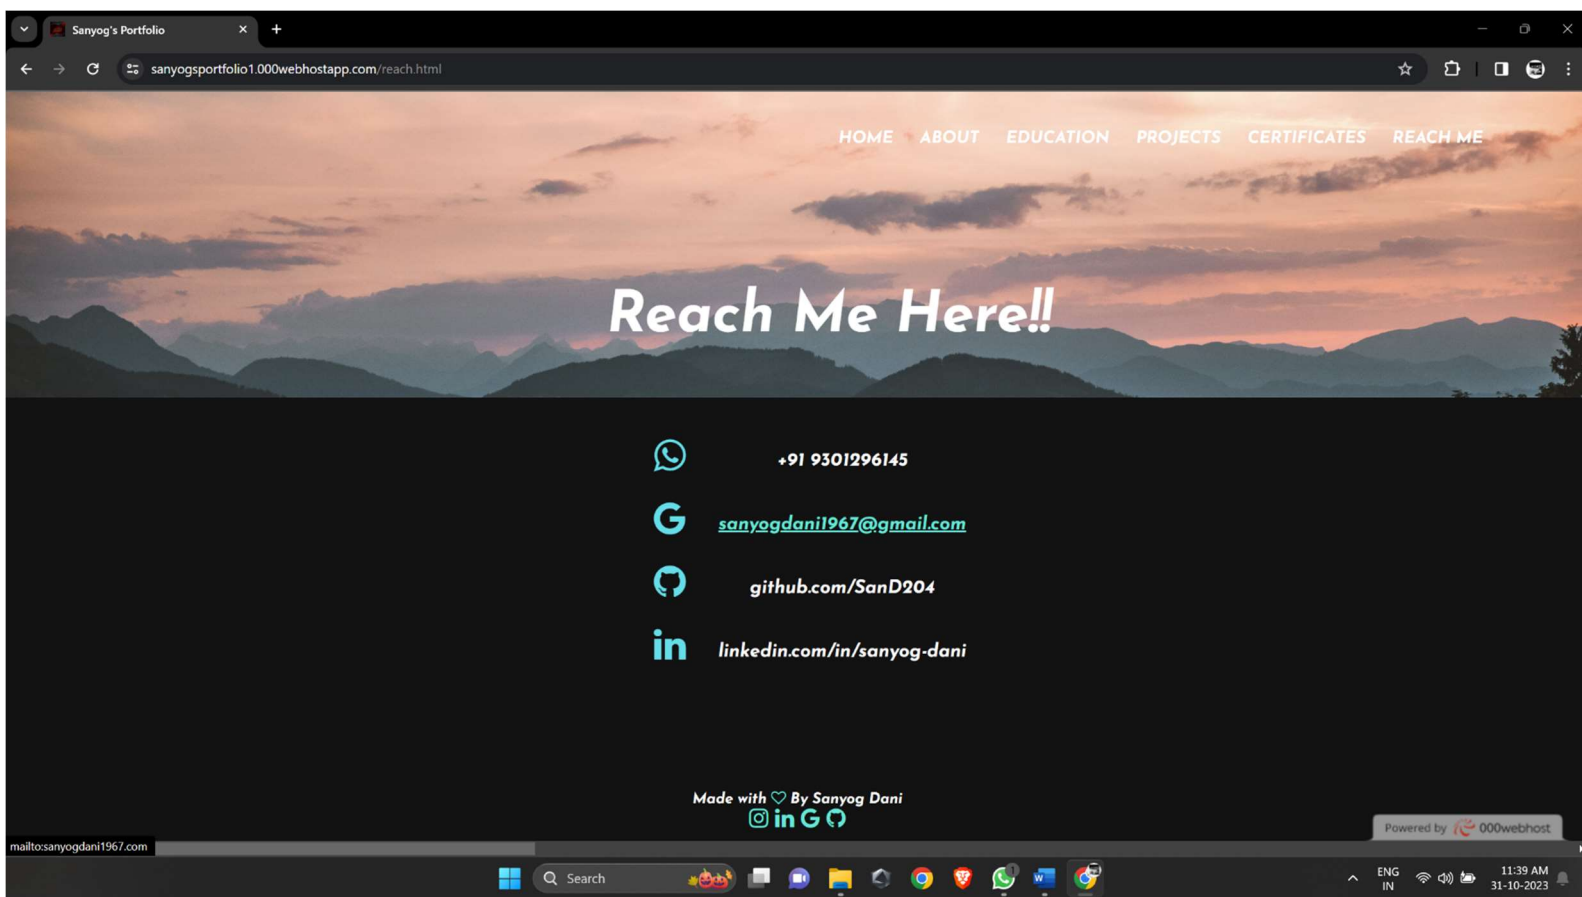 Sanyog's Portfolio
sanyogsportfolio1.000webhostapp.com/reach.html
HOME ABOUT EDUCATION PROJECTS CERTIFICATES REACH ME
Reach Me Here!!
+91 9301296145
sanyogdani1967@gmail.com
github.com/SanD204
linkedin.com/in/sanyog-dani
Made with ♡ By Sanyog Dani
Powered by 000webhost
mailto:sanyogdani1967.com
Search
ENG
IN
11:39 AM
31-10-2023